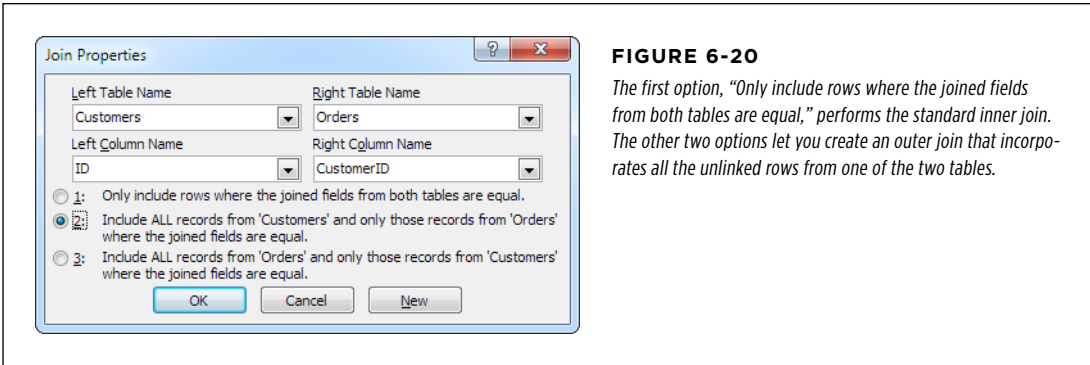 Join Properties
?
X
Left Table Name
Right Table Name
Customers
Orders
Left Column Name
Right Column Name
ID
CustomerID
1: Only include rows where the joined fields from both tables are equal.
2: Include ALL records from 'Customers' and only those records from 'Orders'
where the joined fields are equal.
3: Include ALL records from 'Orders' and only those records from 'Customers'
where the joined fields are equal.
OK
Cancel
New
FIGURE 6-20
The first option, “Only include rows where the joined fields
from both tables are equal,” performs the standard inner join.
The other two options let you create an outer join that incorpo-
rates all the unlinked rows from one of the two tables.